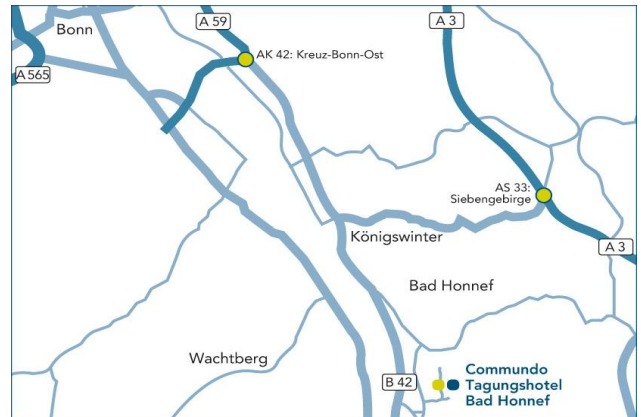 A 59
A 3
Bonn
AK 42: Kreuz-Bonn-Ost
A 565
AS 33:
Siebengebirge
Königswinter
A 3
Bad Honnef
Wachtberg
B 42
Commundo
Tagungshotel
Bad Honnef